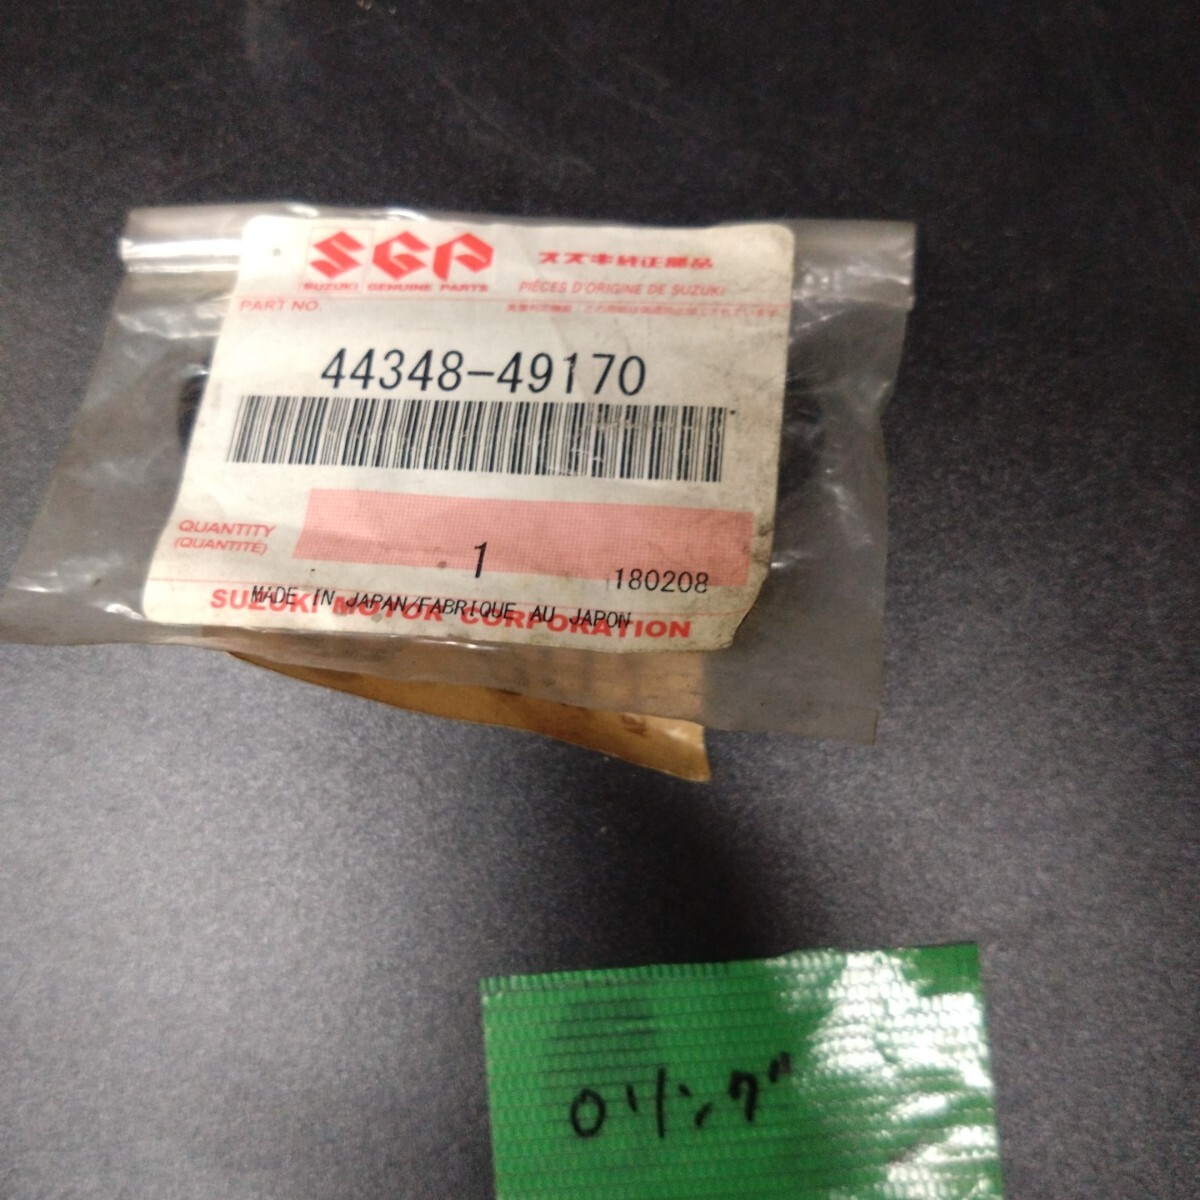 SGP
スズキ純正部品
SUZUKI GENUINE PARTS
PIÈCES D'ORIGINE DE SUZUKI
PART NO.
44348-49170
QUANTITY
(QUANTITÉ)
1
180208
MADE IN JAPAN/FABRIQUE AU JAPON
SUZUKI MOTOR CORPORATION
Oリング